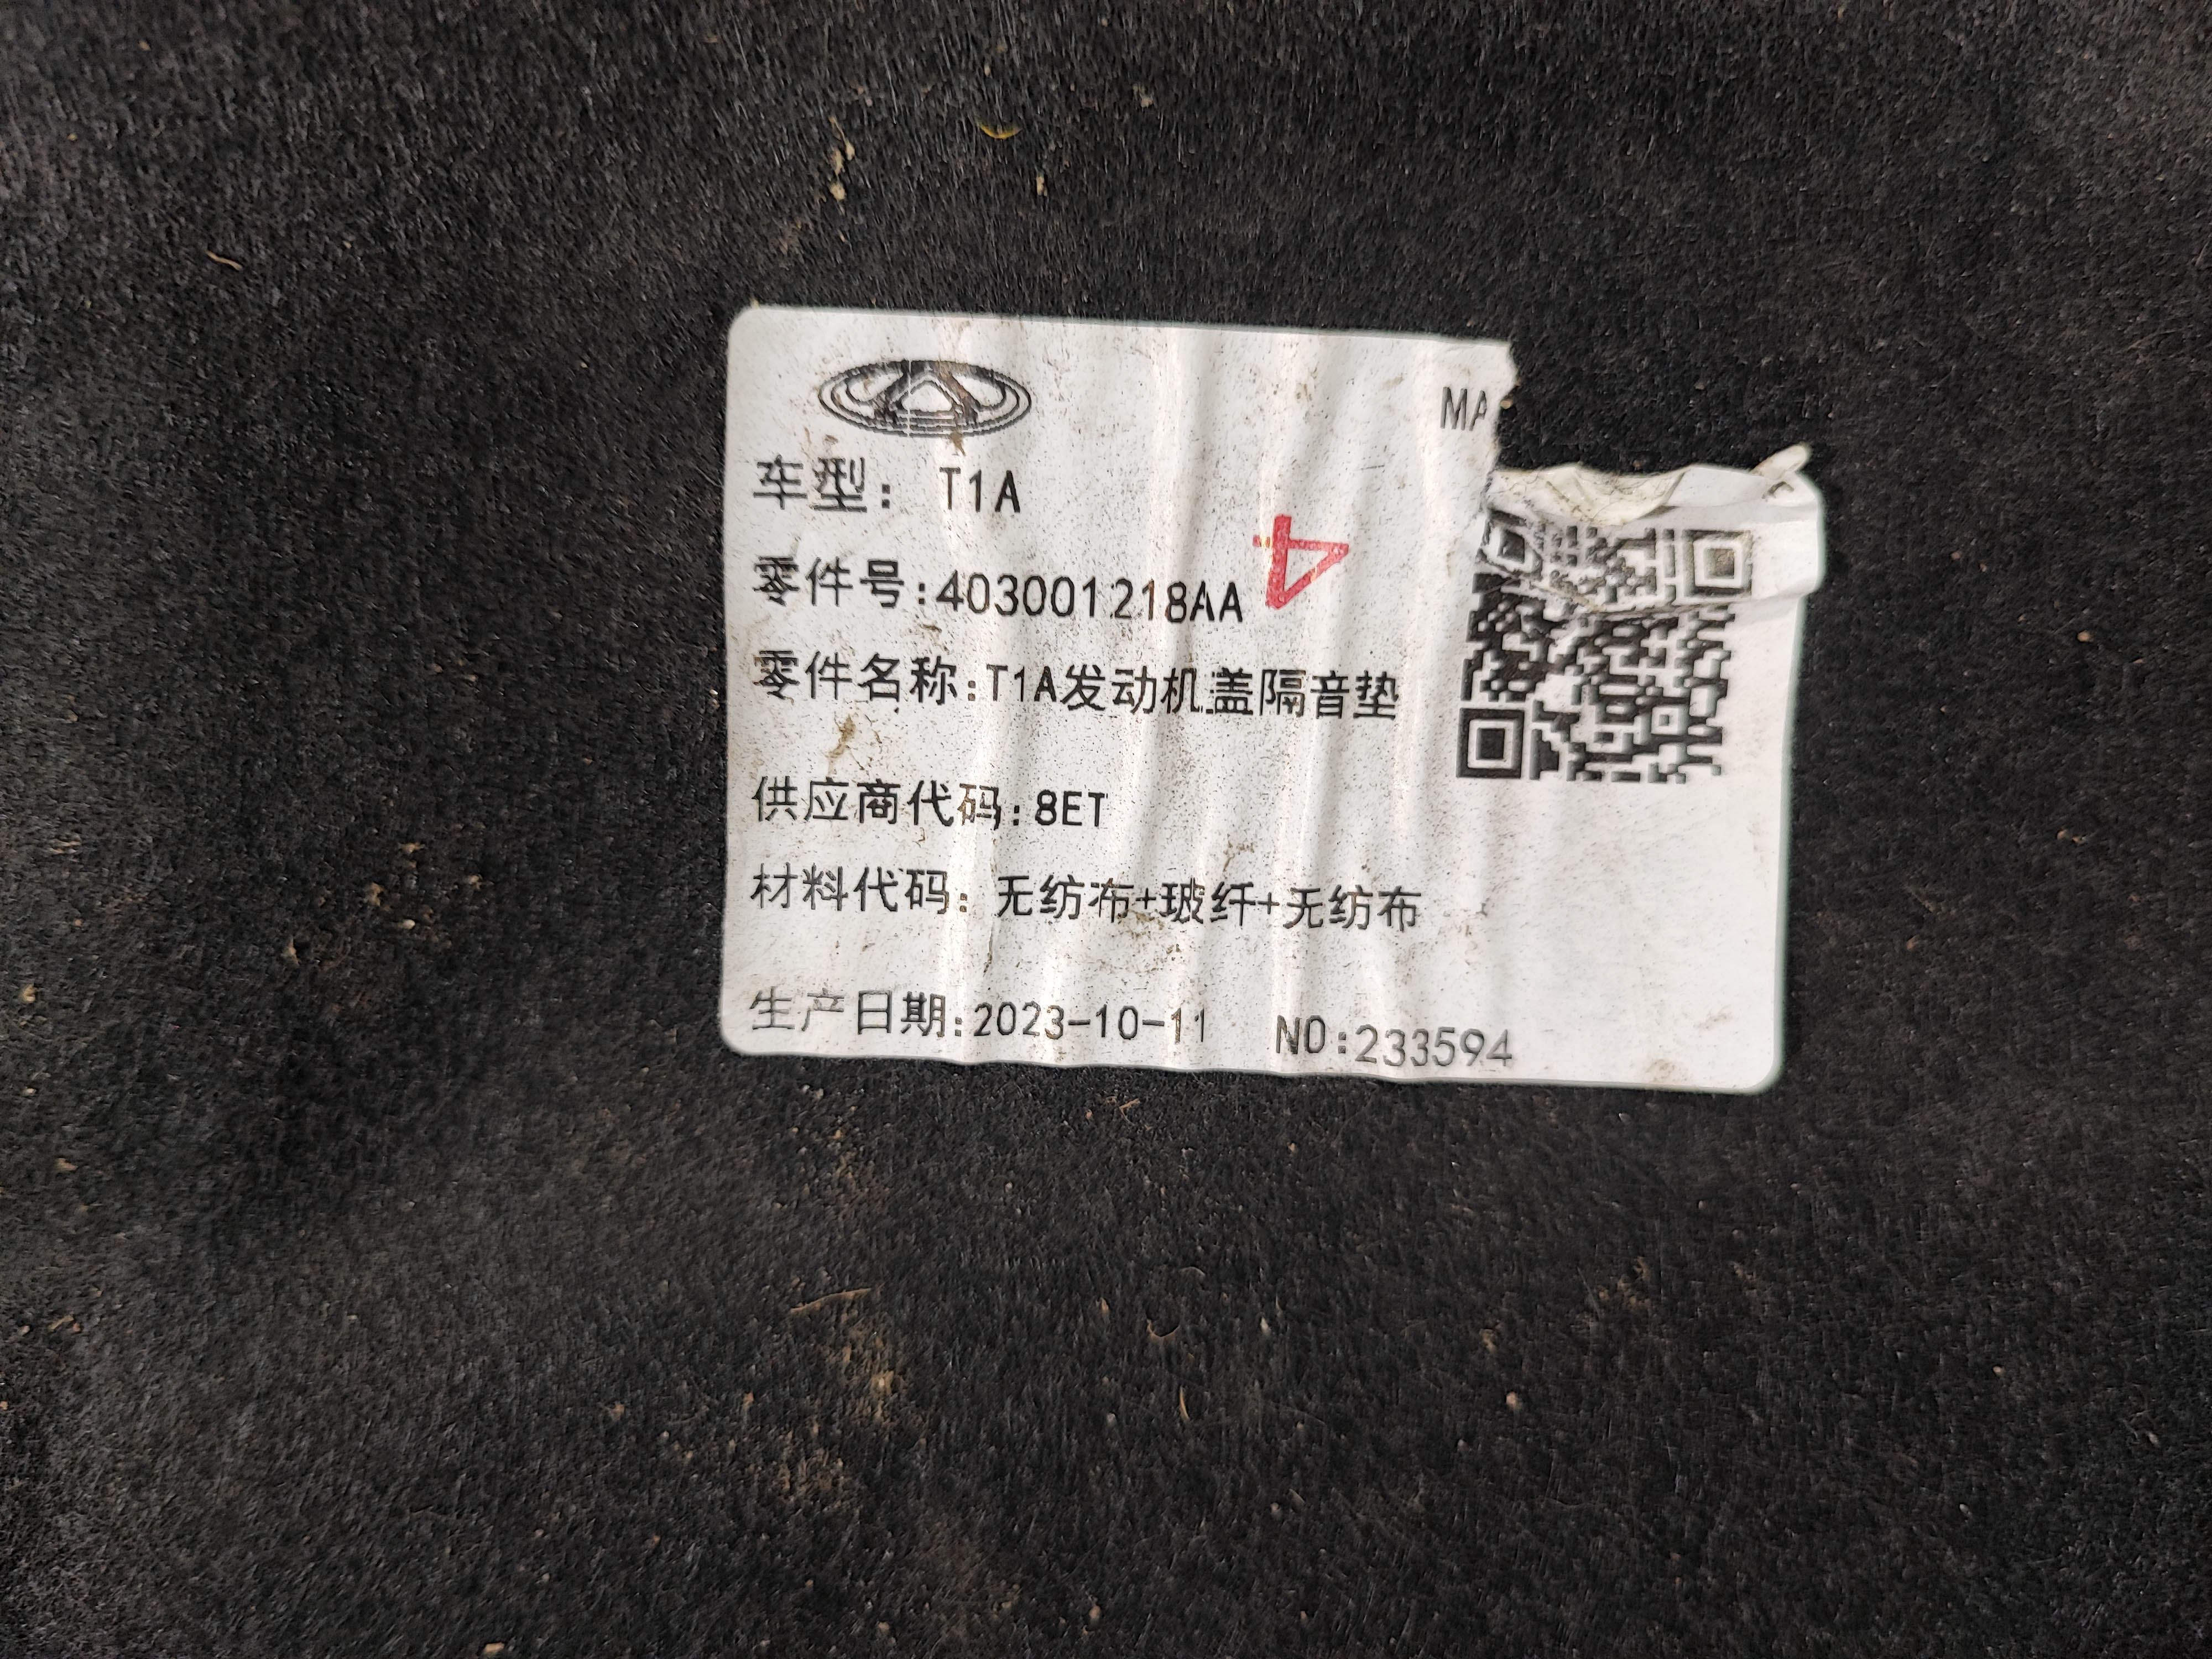 MA
车型: T1A
4
零件号:403001218AA
零件名称:T1A发动机盖隔音垫
供应商代码:8ET
材料代码: 无纺布+玻纤+无纺布
生产日期:2023-10-11 NO:233594